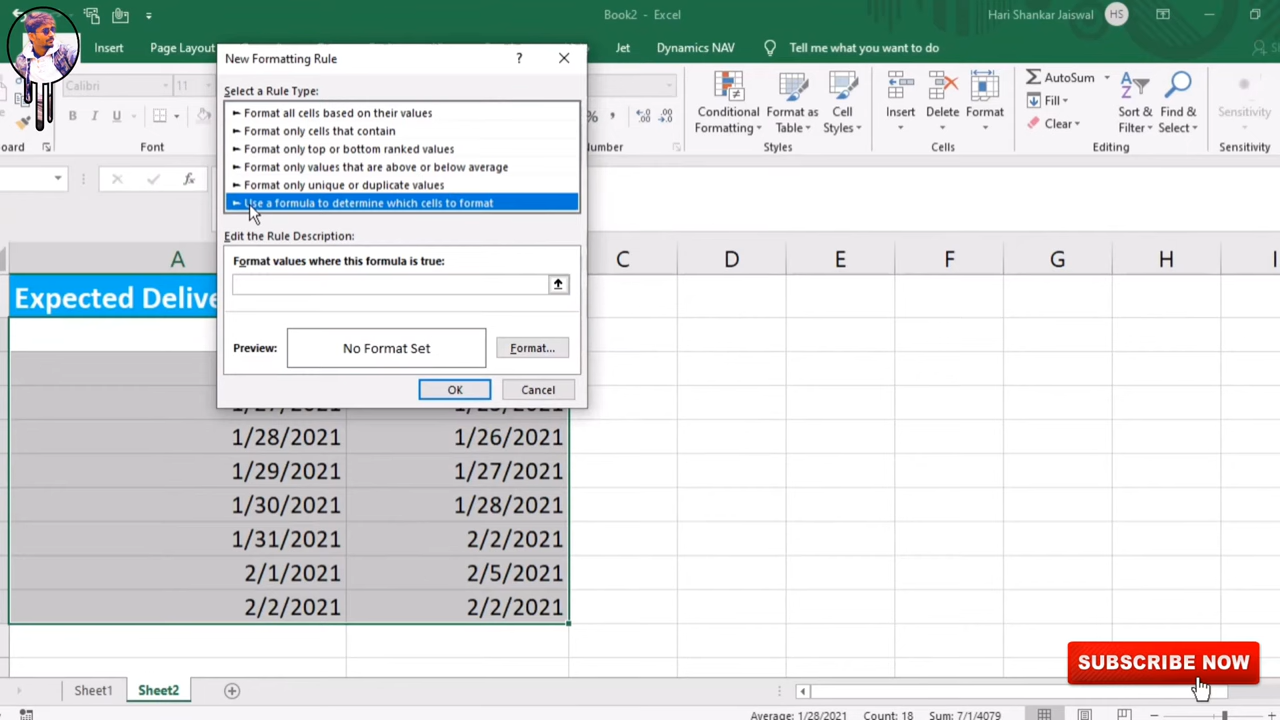 Book2 - Excel
Hari Shankar Jaiswal
HS
Insert
Page Layout
Jet
Dynamics NAV
Tell me what you want to do
New Formatting Rule
?
Select a Rule Type:
► Format all cells based on their values
► Format only cells that contain
► Format only top or bottom ranked values
► Format only values that are above or below average
► Format only unique or duplicate values
► Use a formula to determine which cells to format
Edit the Rule Description:
Format values where this formula is true:
Preview:
No Format Set
Format...
OK
Cancel
Calibri
11
B I U
oard
Font
%
Number
Conditional Formatting
Format as Table
Cell Styles
Styles
Insert
Delete
Format
Cells
AutoSum
Fill
Clear
Sort & Filter
Find & Select
Editing
Sensitivity
Sensitivity
fx
A C D E F G H I
Expected Delive
1/28/2021 1/26/2021
1/29/2021 1/27/2021
1/30/2021 1/28/2021
1/31/2021 2/2/2021
2/1/2021 2/5/2021
2/2/2021 2/2/2021
SUBSCRIBE NOW
Sheet1
Sheet2
Average: 1/28/2021 Count: 18 Sum: 7/1/4079